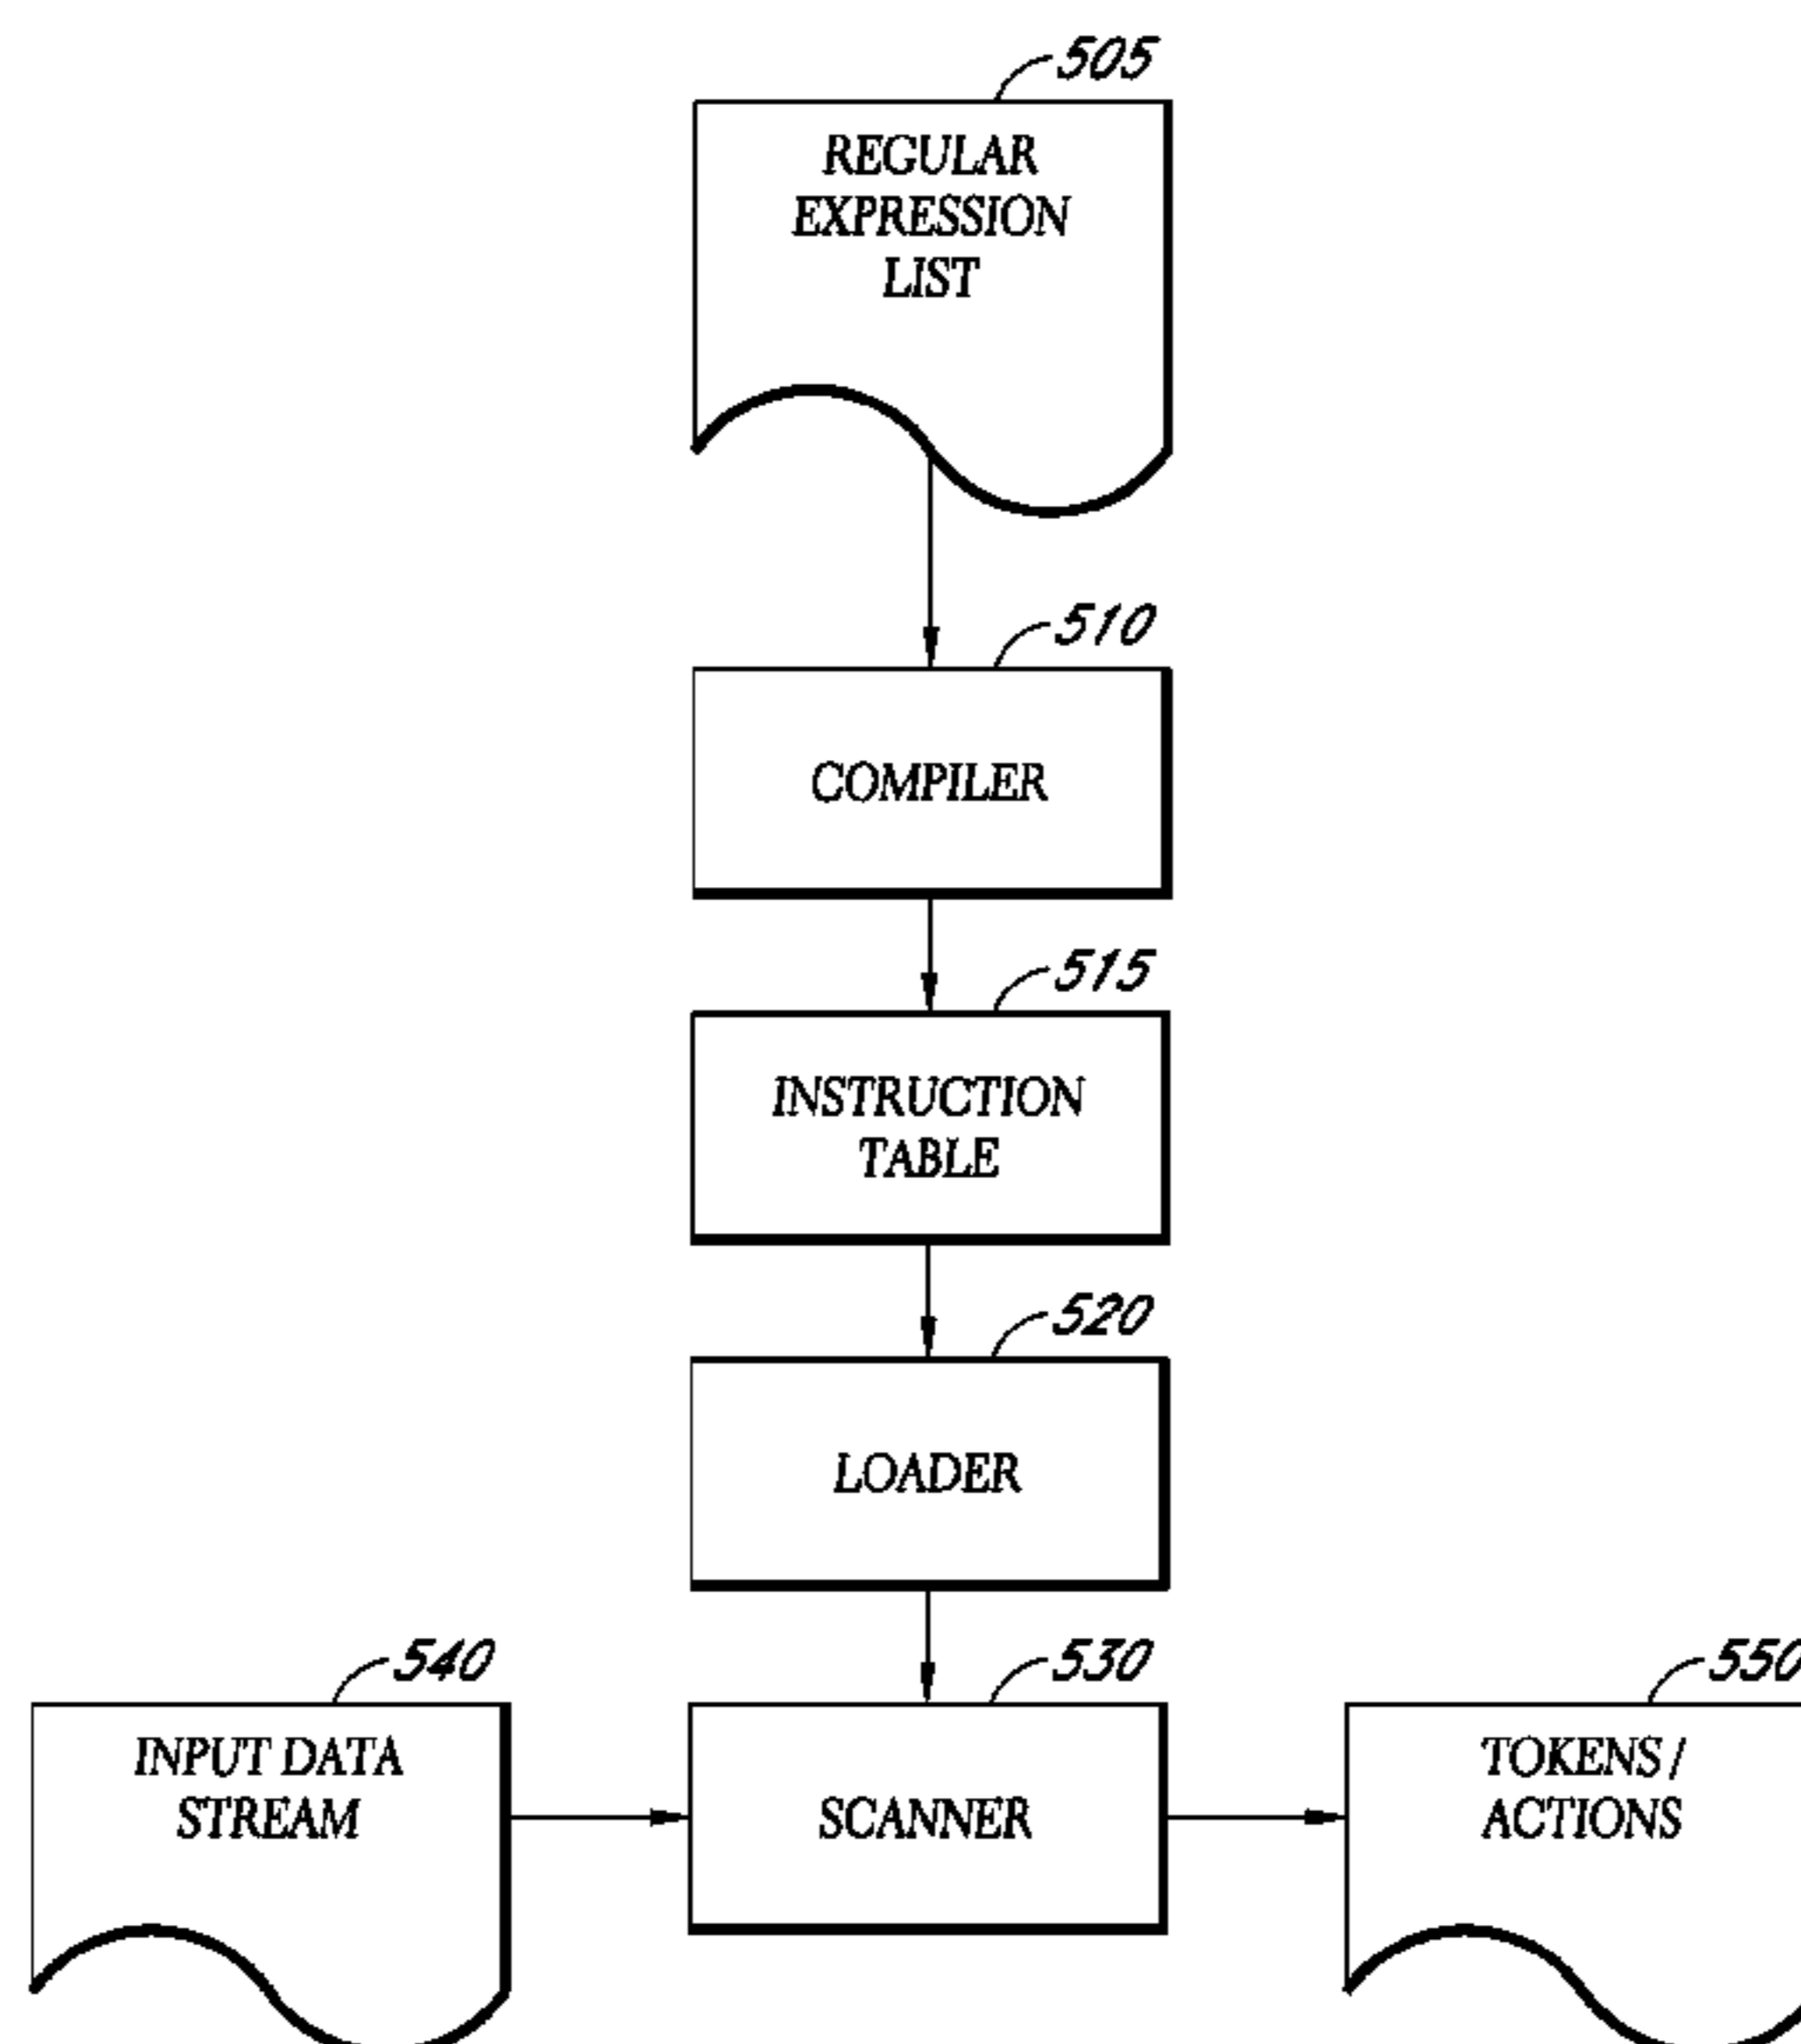 505
REGULAR
EXPRESSION
LIST
510
COMPILER
515
INSTRUCTION
TABLE
520
LOADER
540
530
550
INPUT DATA
STREAM
SCANNER
TOKENS /
ACTIONS